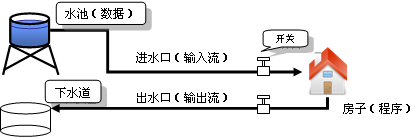 水池（数据）
开关
进水口（输入流）
下水道
出水口（输出流）
房子（程序）